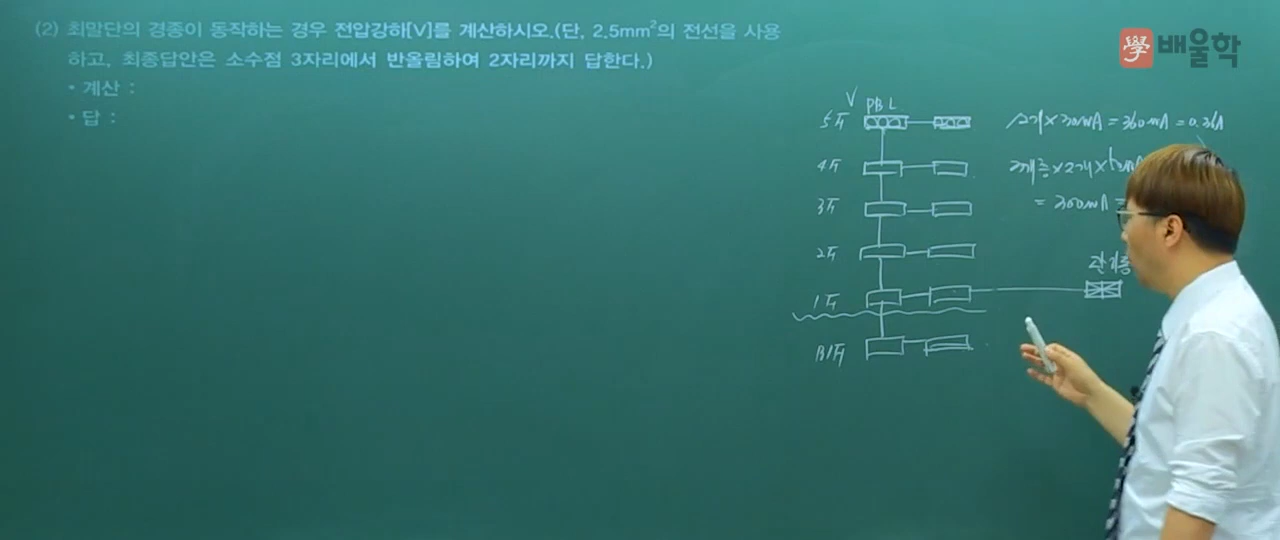 (2) 최말단의 경종이 동작하는 경우 전압강하[V]를 계산하시오.(단, 2.5mm²의 전선을 사용
하고, 최종답안은 소수점 3자리에서 반올림하여 2자리까지 답한다.)
• 계산 :
• 답 :
學 배울학
V PBL
5F
4F
3F
2F
1F
B1F
12개×30mA = 360mA = 0.36A
= 300mA =